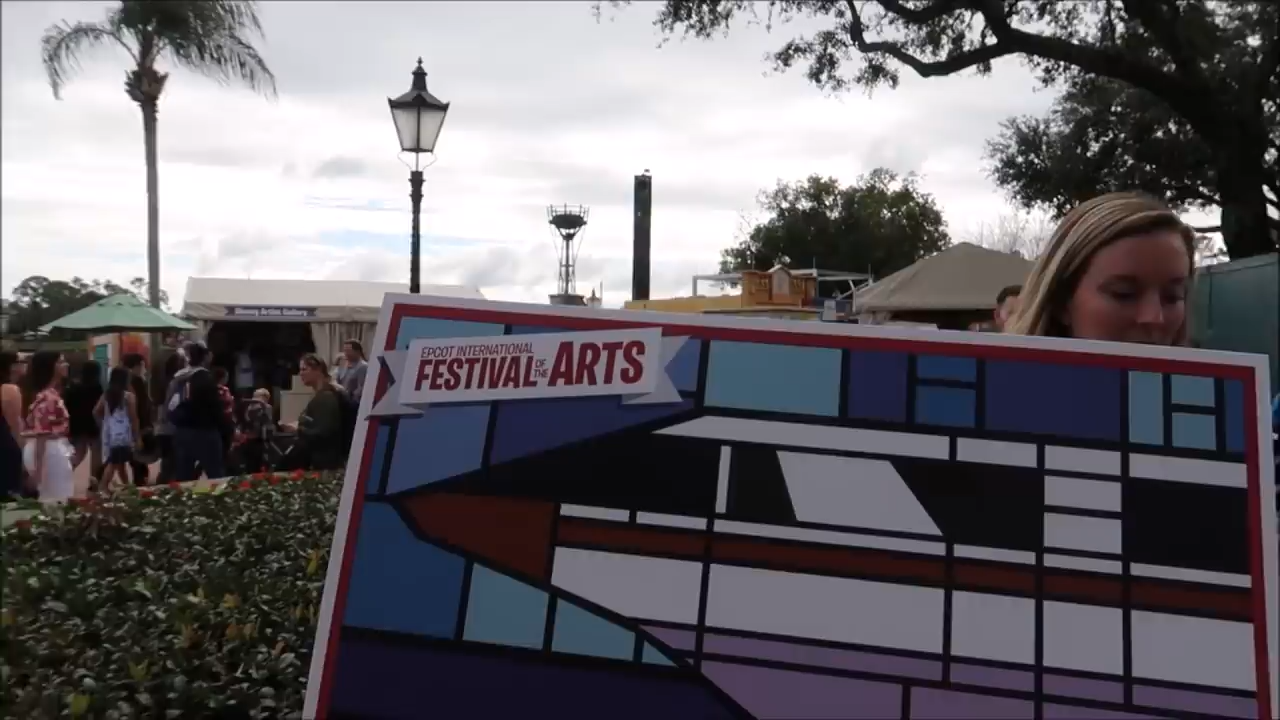 Disney Artist Gallery
EPCOT INTERNATIONAL
FESTIVAL OF THE ARTS